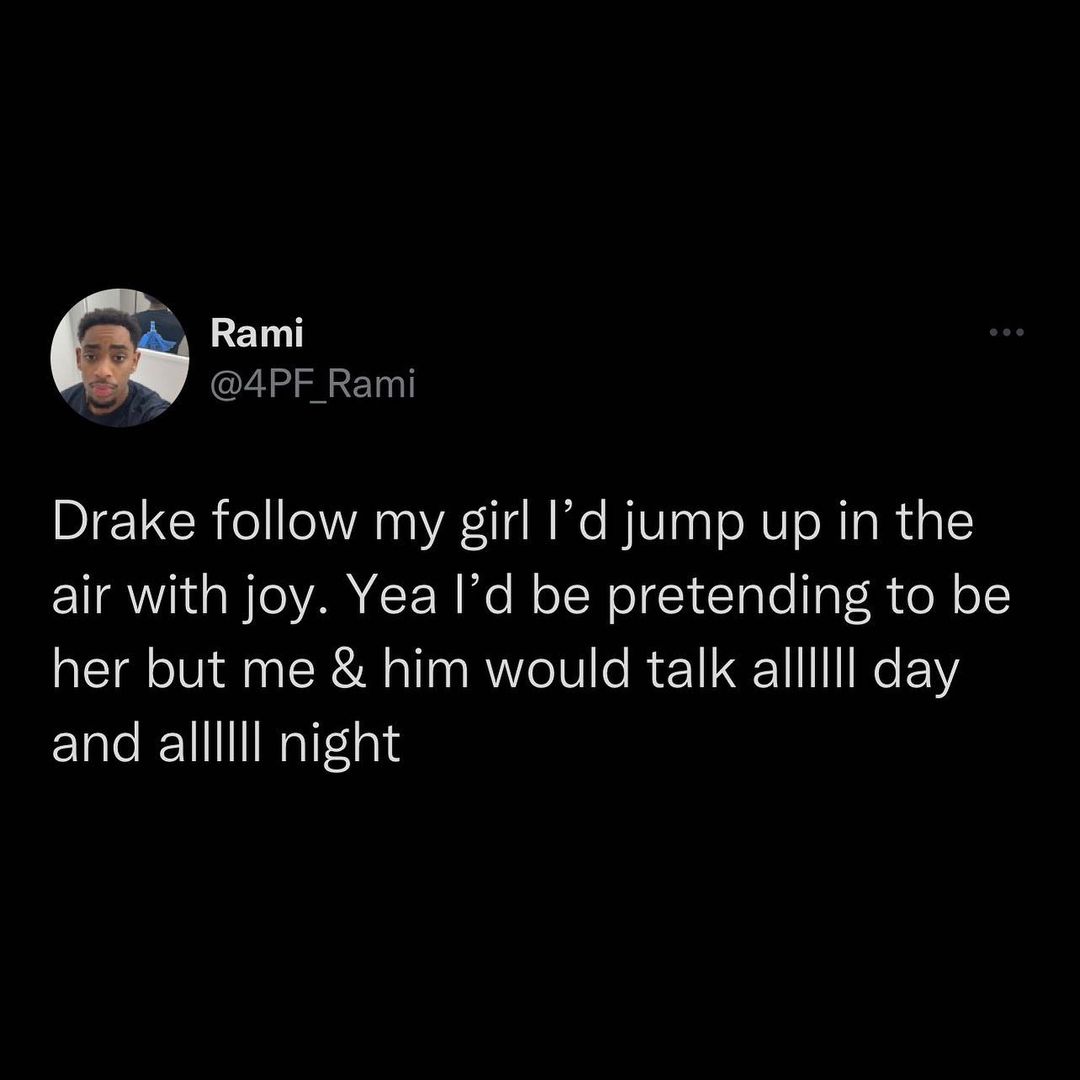 Rami
@4PF_Rami
Drake follow my girl I’d jump up in the
air with joy. Yea I’d be pretending to be
her but me & him would talk allllll day
and allllll night